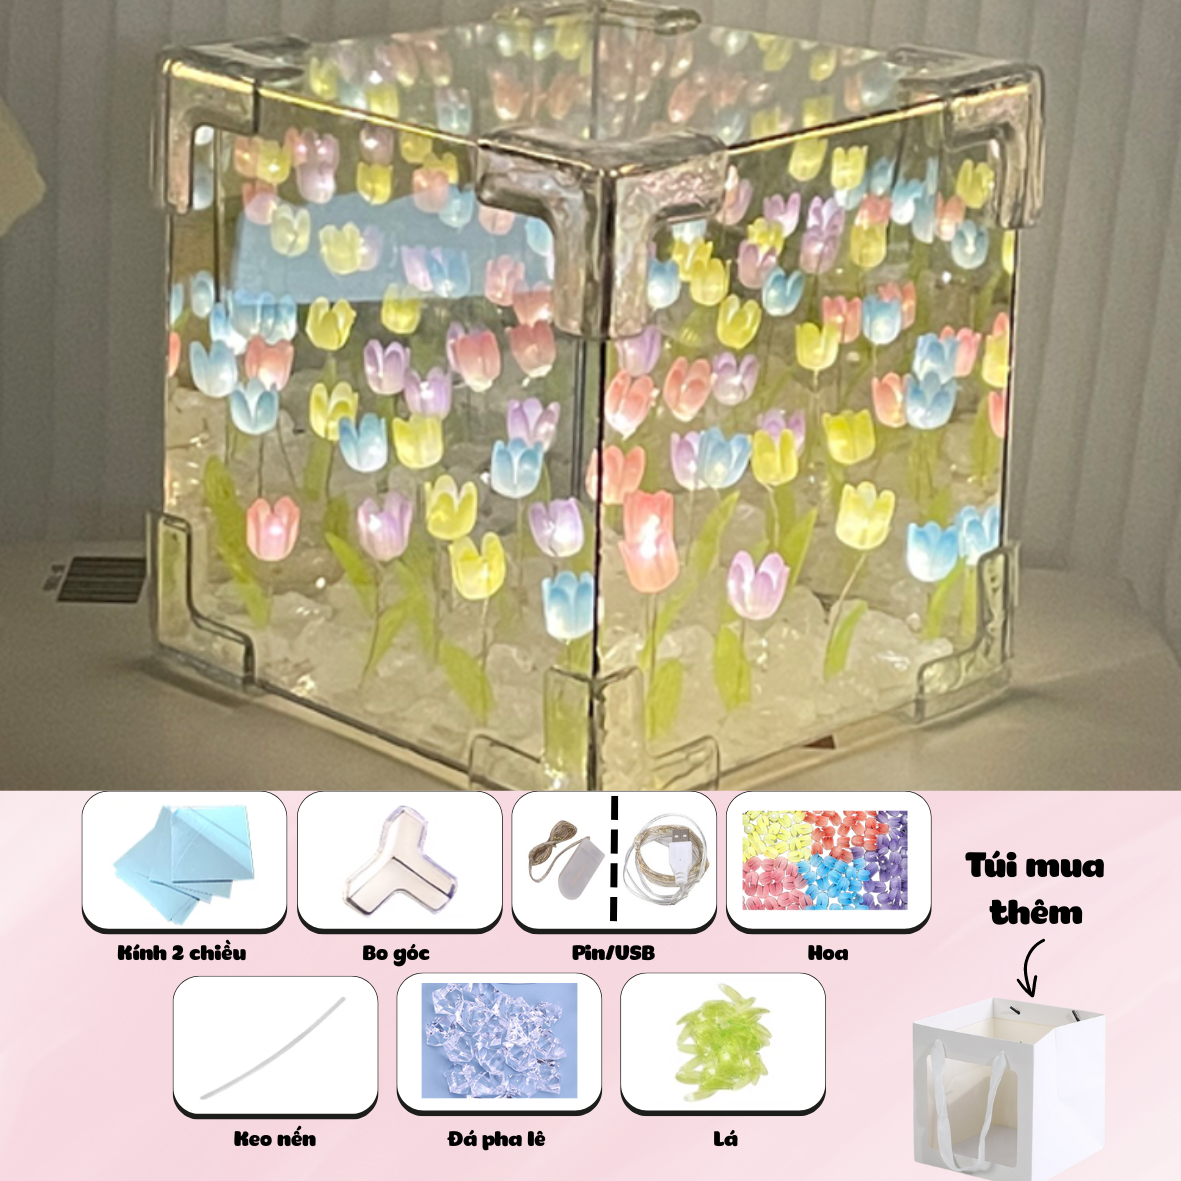 Túi mua
thêm
Kính 2 chiều
Bo góc
Pin/USB
Hoa
Keo nến
Đá pha lê
Lá